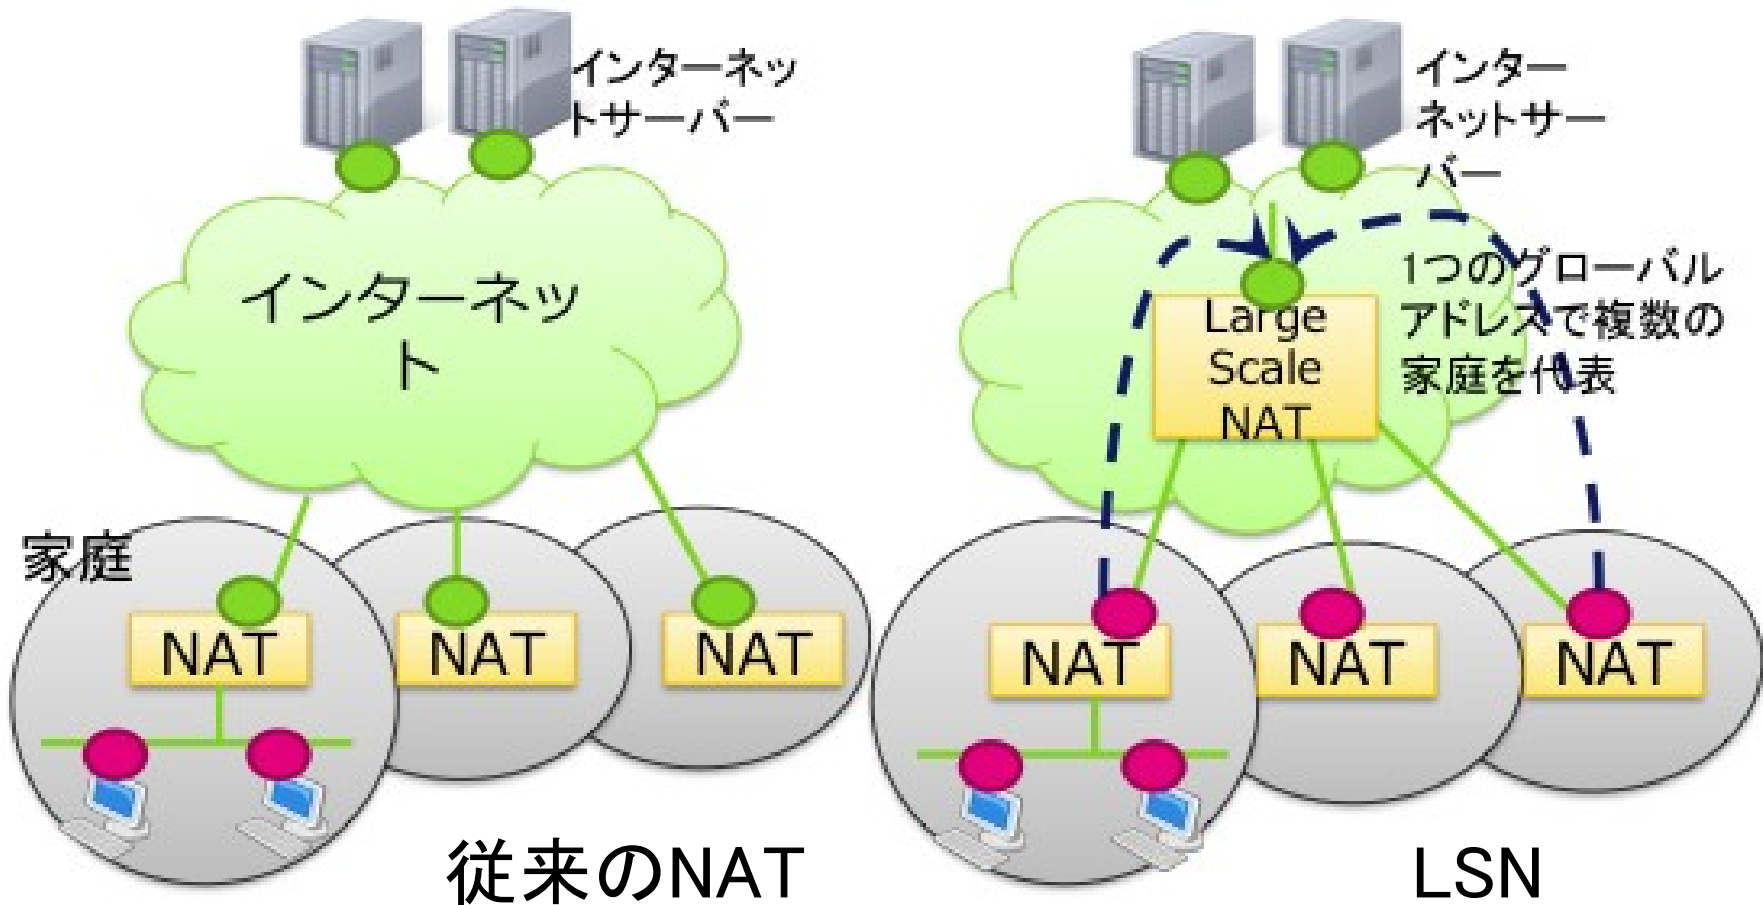 インターネッ
トサーバー
インターネッ
ト
家庭
NAT
NAT
NAT
従来のNAT
インター
ネットサー
バー
1つのグローバル
アドレスで複数の
家庭を代表
Large
Scale
NAT
NAT
NAT
NAT
LSN